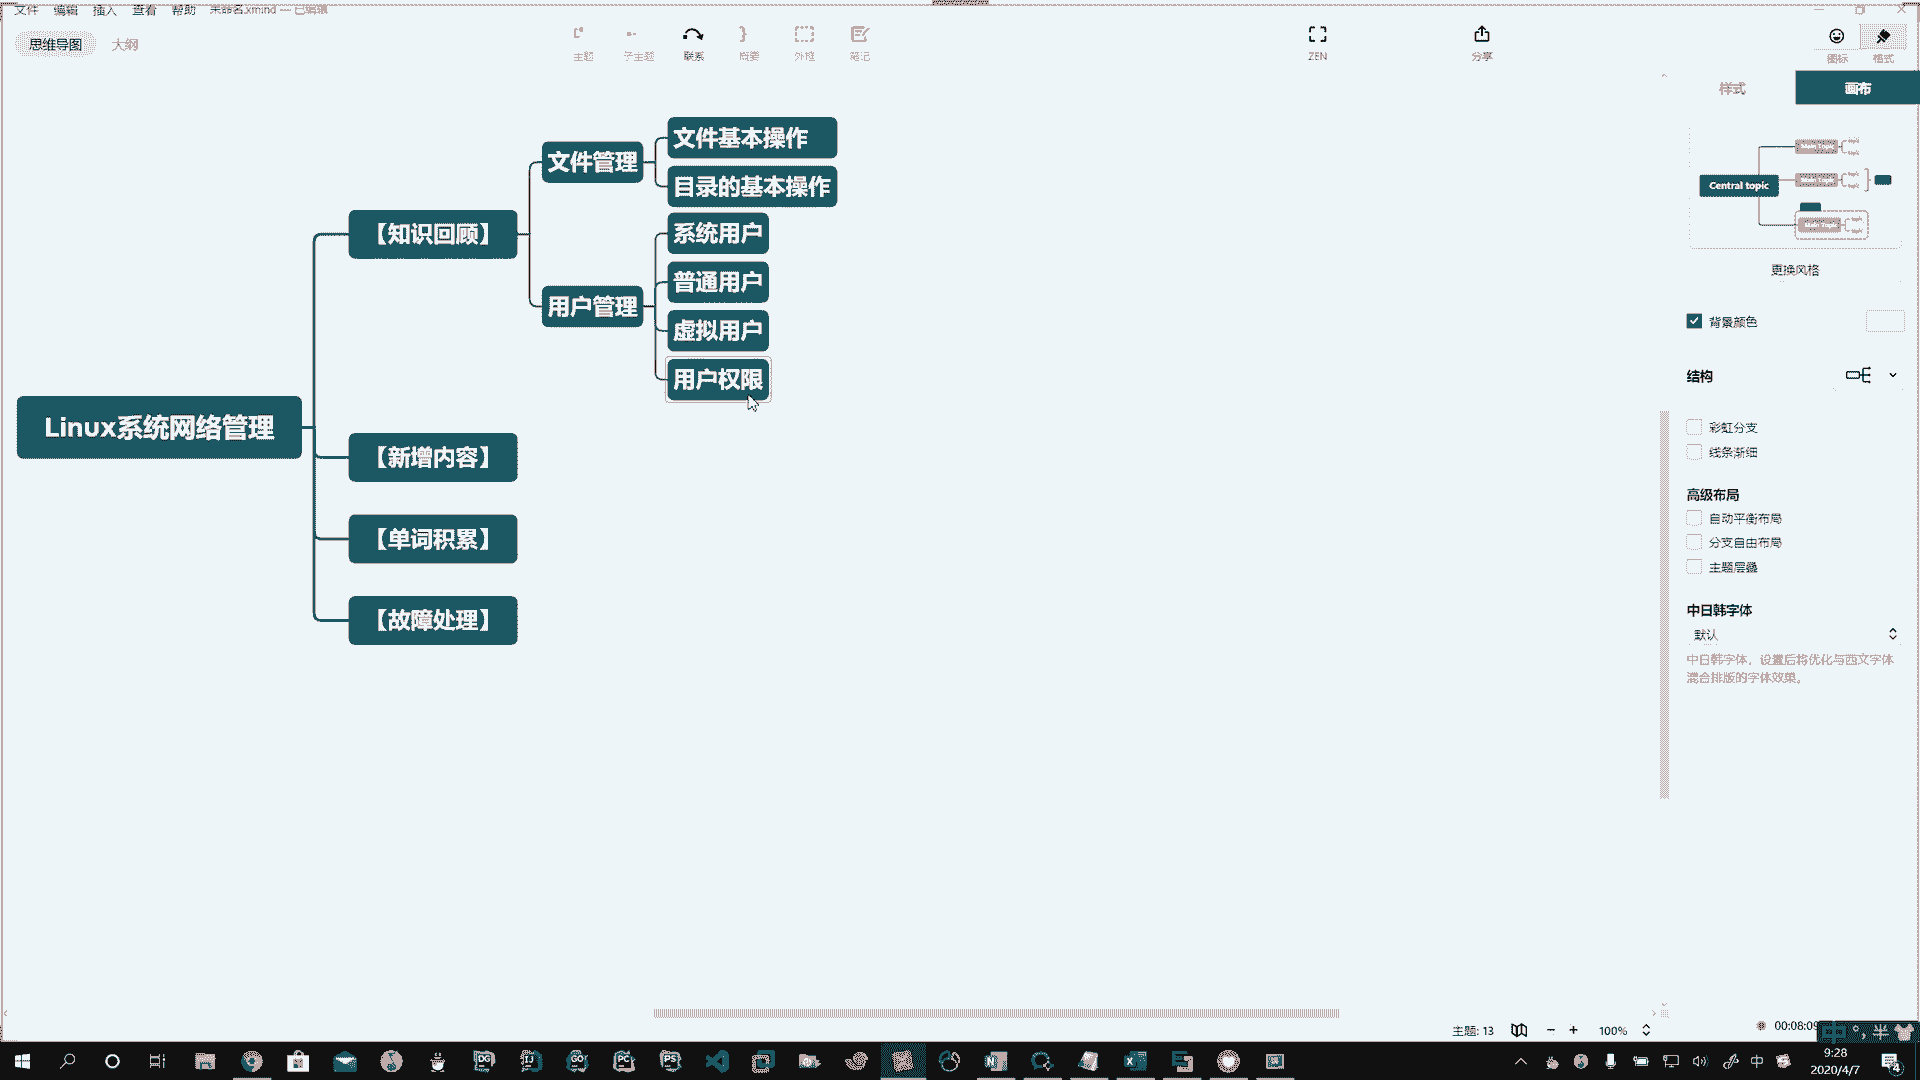 文件 编辑 插入 查看 帮助 未命名.xmind — 已编辑
思维导图 大纲
主题 子主题 联系 概要 外框 笔记 ZEN 分享 图标 格式
样式 画布
Central topic
更换风格
背景颜色
结构
彩虹分支
线条渐细
高级布局
自动平衡布局
分支自由布局
主题层叠
中日韩字体
默认
中日韩字体，设置后将优化与西文字体
混合排版的字体效果。
Linux系统网络管理
【知识回顾】
文件管理
文件基本操作
目录的基本操作
用户管理
系统用户
普通用户
虚拟用户
用户权限
【新增内容】
【单词积累】
【故障处理】
主题: 13
100%
00:08:09
中
9:28
2020/4/7